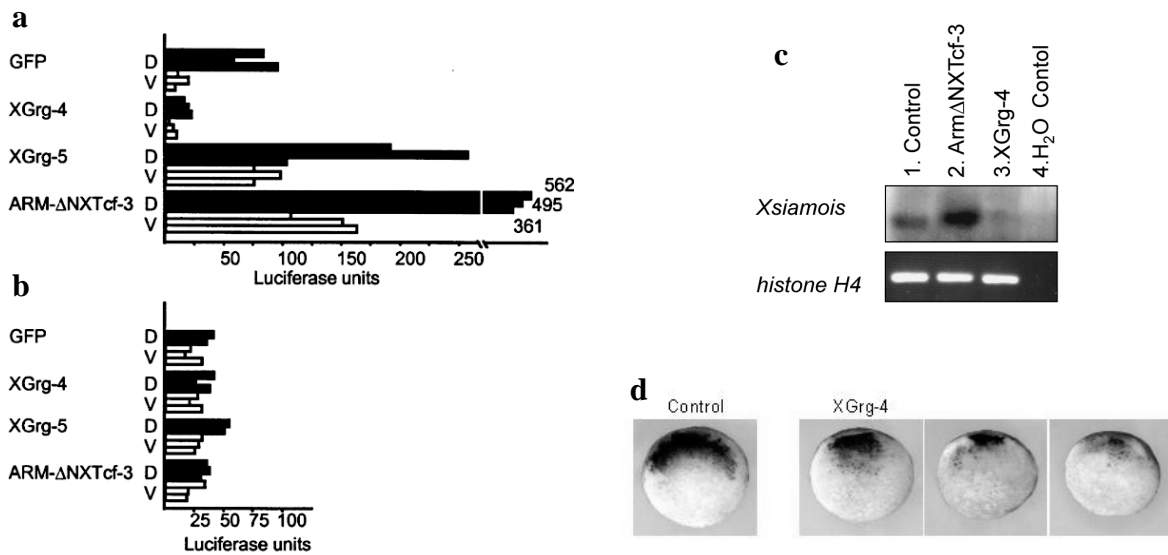 a
GFP
D
V
XGrg-4
D
V
XGrg-5
D
V
562
ARM-ΔNXTcf-3
D
495
V
361
50
100
150
200
250
Luciferase units
b
GFP
D
V
XGrg-4
D
V
XGrg-5
D
V
ARM-ΔNXTcf-3
D
V
25
50
75
100
Luciferase units
c
1. Control
2. ArmΔNXTcf-3
3.XGrg-4
4.H2O Contol
Xsiamois
histone H4
d
Control
XGrg-4